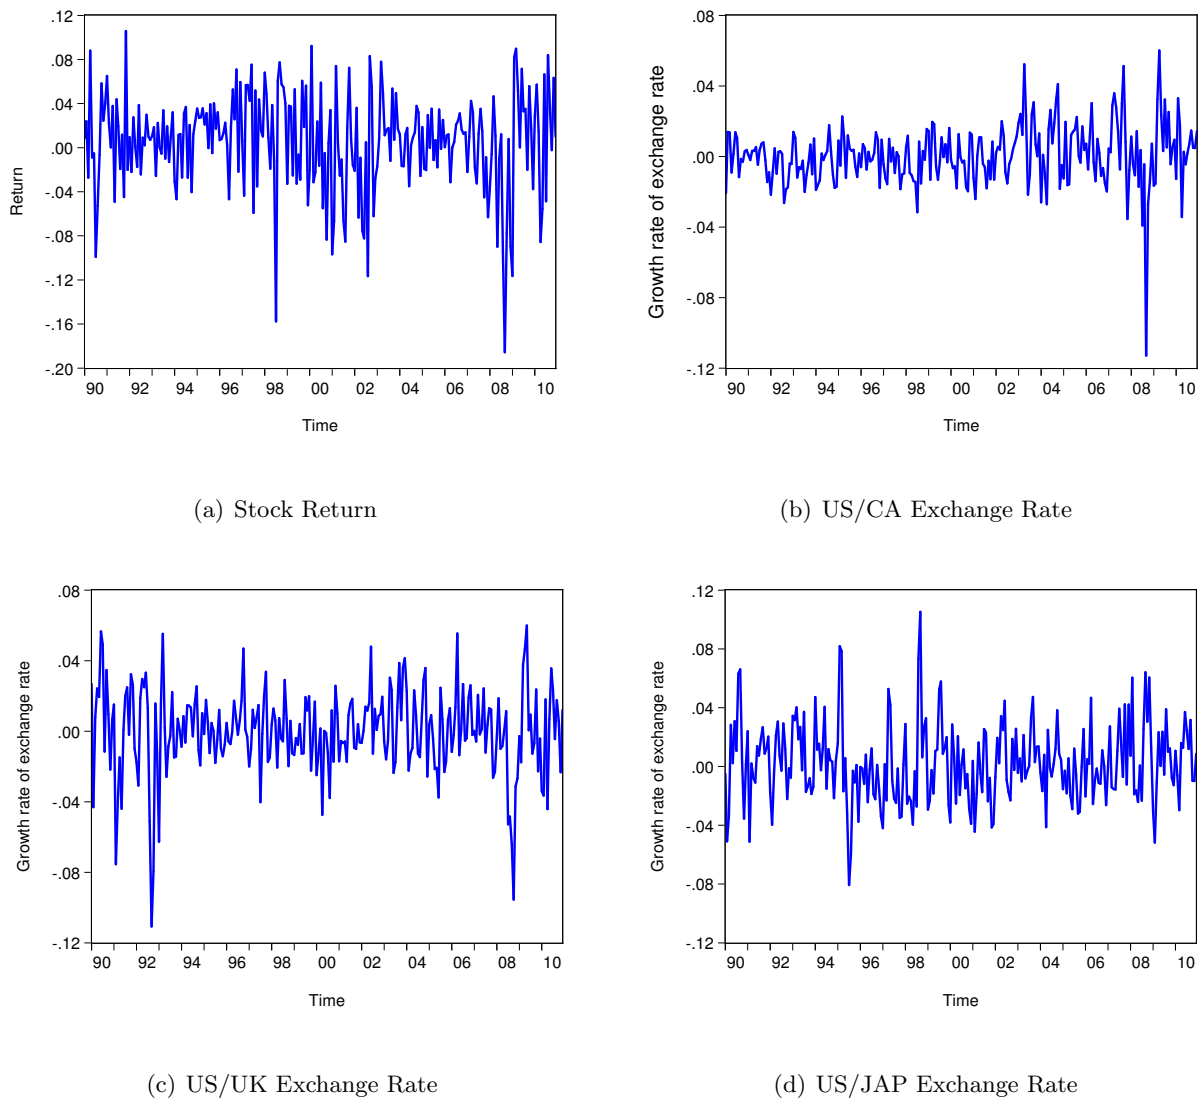 .12
.08
.04
.00
-.04
-.08
-.12
-.16
-.20
Return
90 92 94 96 98 00 02 04 06 08 10
Time
(a) Stock Return
.08
.04
.00
-.04
-.08
-.12
Growth rate of exchange rate
90 92 94 96 98 00 02 04 06 08 10
Time
(b) US/CA Exchange Rate
.08
.04
.00
-.04
-.08
-.12
Growth rate of exchange rate
90 92 94 96 98 00 02 04 06 08 10
Time
(c) US/UK Exchange Rate
.12
.08
.04
.00
-.04
-.08
-.12
Growth rate of exchange rate
90 92 94 96 98 00 02 04 06 08 10
Time
(d) US/JAP Exchange Rate